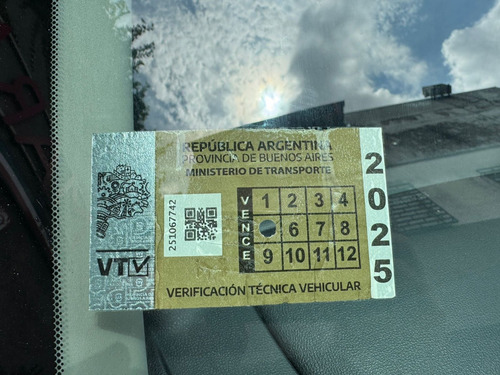 REPÚBLICA ARGENTINA
PROVINCIA DE BUENOS AIRES
MINISTERIO DE TRANSPORTE
251067742
VENCE
1 2 3 4
6 7 8
9 10 11 12
2025
VTV
VERIFICACIÓN TÉCNICA VEHICULAR